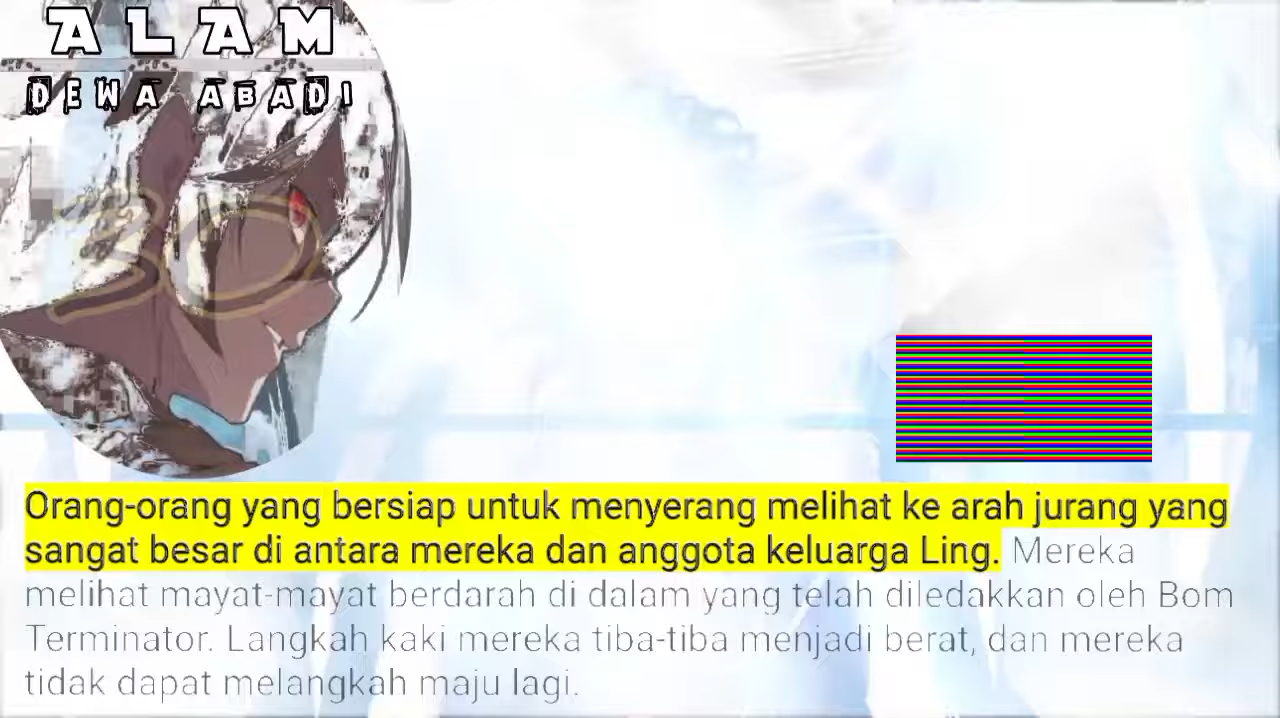 ALAM
DEWA ABADI
Orang-orang yang bersiap untuk menyerang melihat ke arah jurang yang
sangat besar di antara mereka dan anggota keluarga Ling. Mereka
melihat mayat-mayat berdarah di dalam yang telah diledakkan oleh Bom
Terminator. Langkah kaki mereka tiba-tiba menjadi berat, dan mereka
tidak dapat melangkah maju lagi.